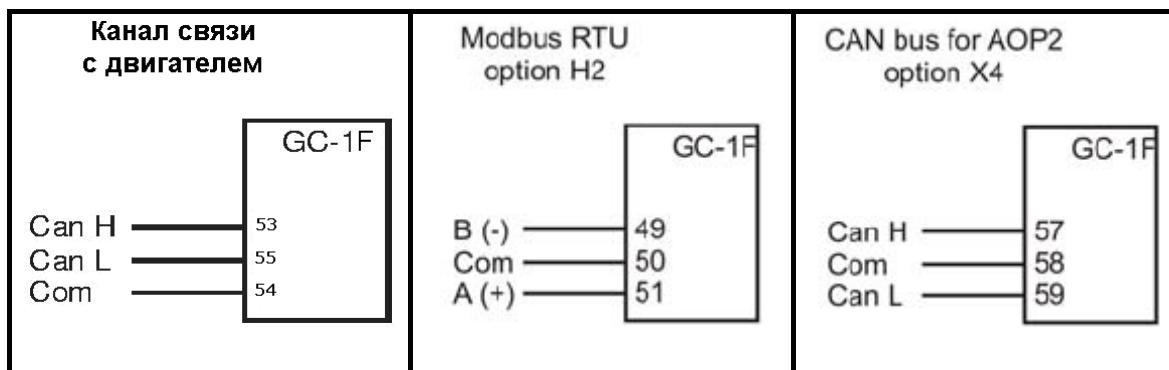 Канал связи
с двигателем
GC-1F
Can H 53
Can L 55
Com 54
Modbus RTU
option H2
GC-1F
B (-) 49
Com 50
A (+) 51
CAN bus for AOP2
option X4
GC-1F
Can H 57
Com 58
Can L 59